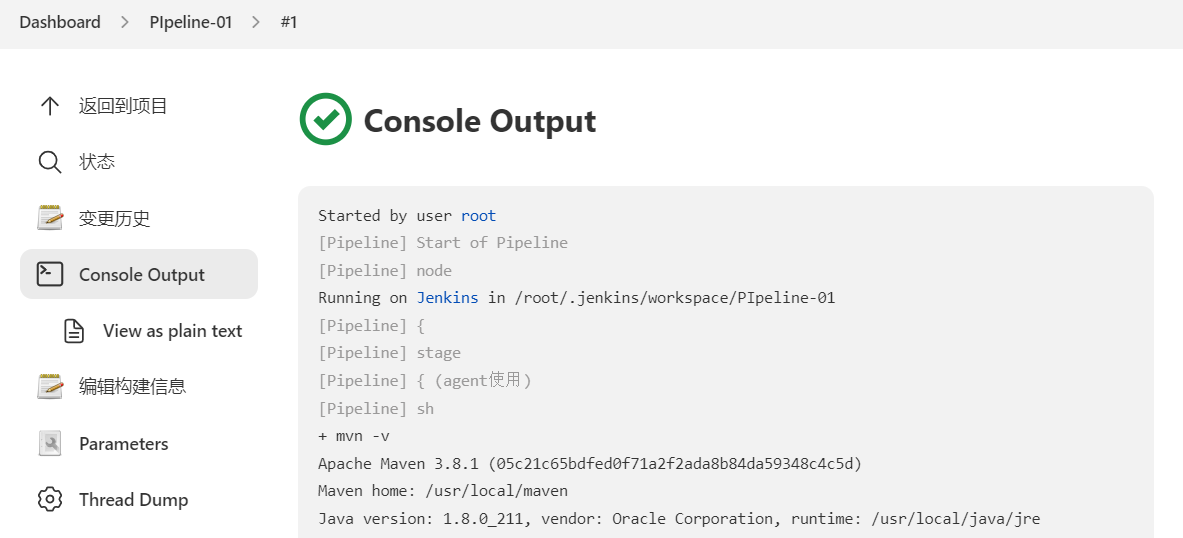 Dashboard > PIpeline-01 > #1
返回到项目
状态
变更历史
Console Output
View as plain text
编辑构建信息
Parameters
Thread Dump
Console Output
Started by user root
[Pipeline] Start of Pipeline
[Pipeline] node
Running on Jenkins in /root/.jenkins/workspace/PIpeline-01
[Pipeline] {
[Pipeline] stage
[Pipeline] { (agent使用)
[Pipeline] sh
+ mvn -v
Apache Maven 3.8.1 (05c21c65bdfed0f71a2f2ada8b84da59348c4c5d)
Maven home: /usr/local/maven
Java version: 1.8.0_211, vendor: Oracle Corporation, runtime: /usr/local/java/jre